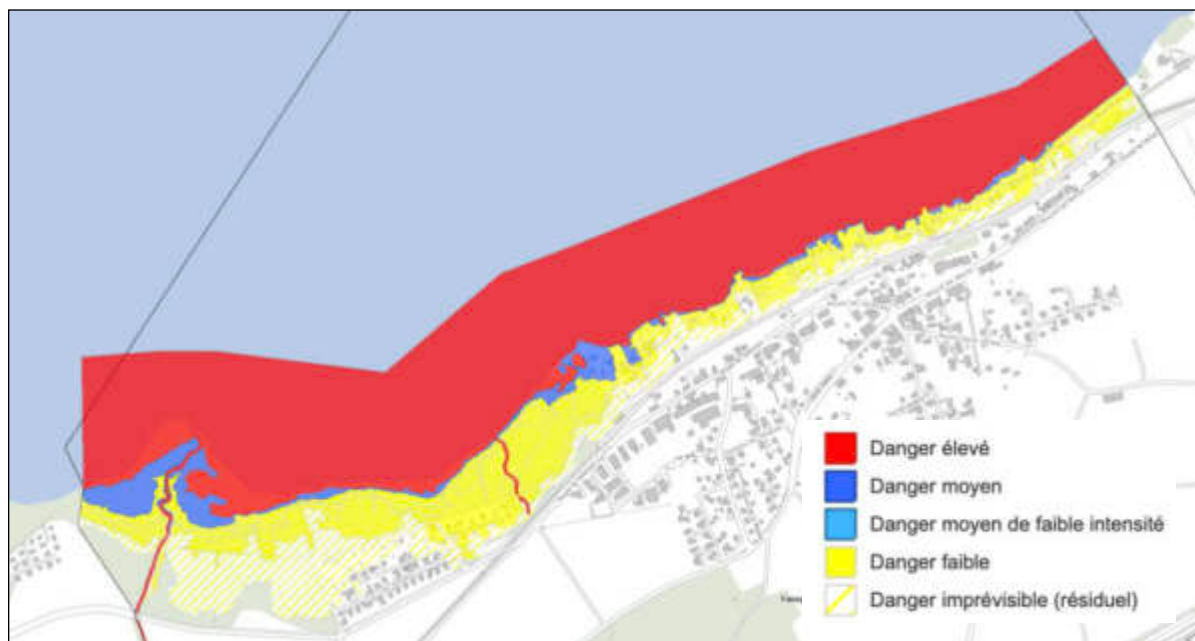 Danger élevé
Danger moyen
Danger moyen de faible intensité
Danger faible
Danger imprévisible (résiduel)